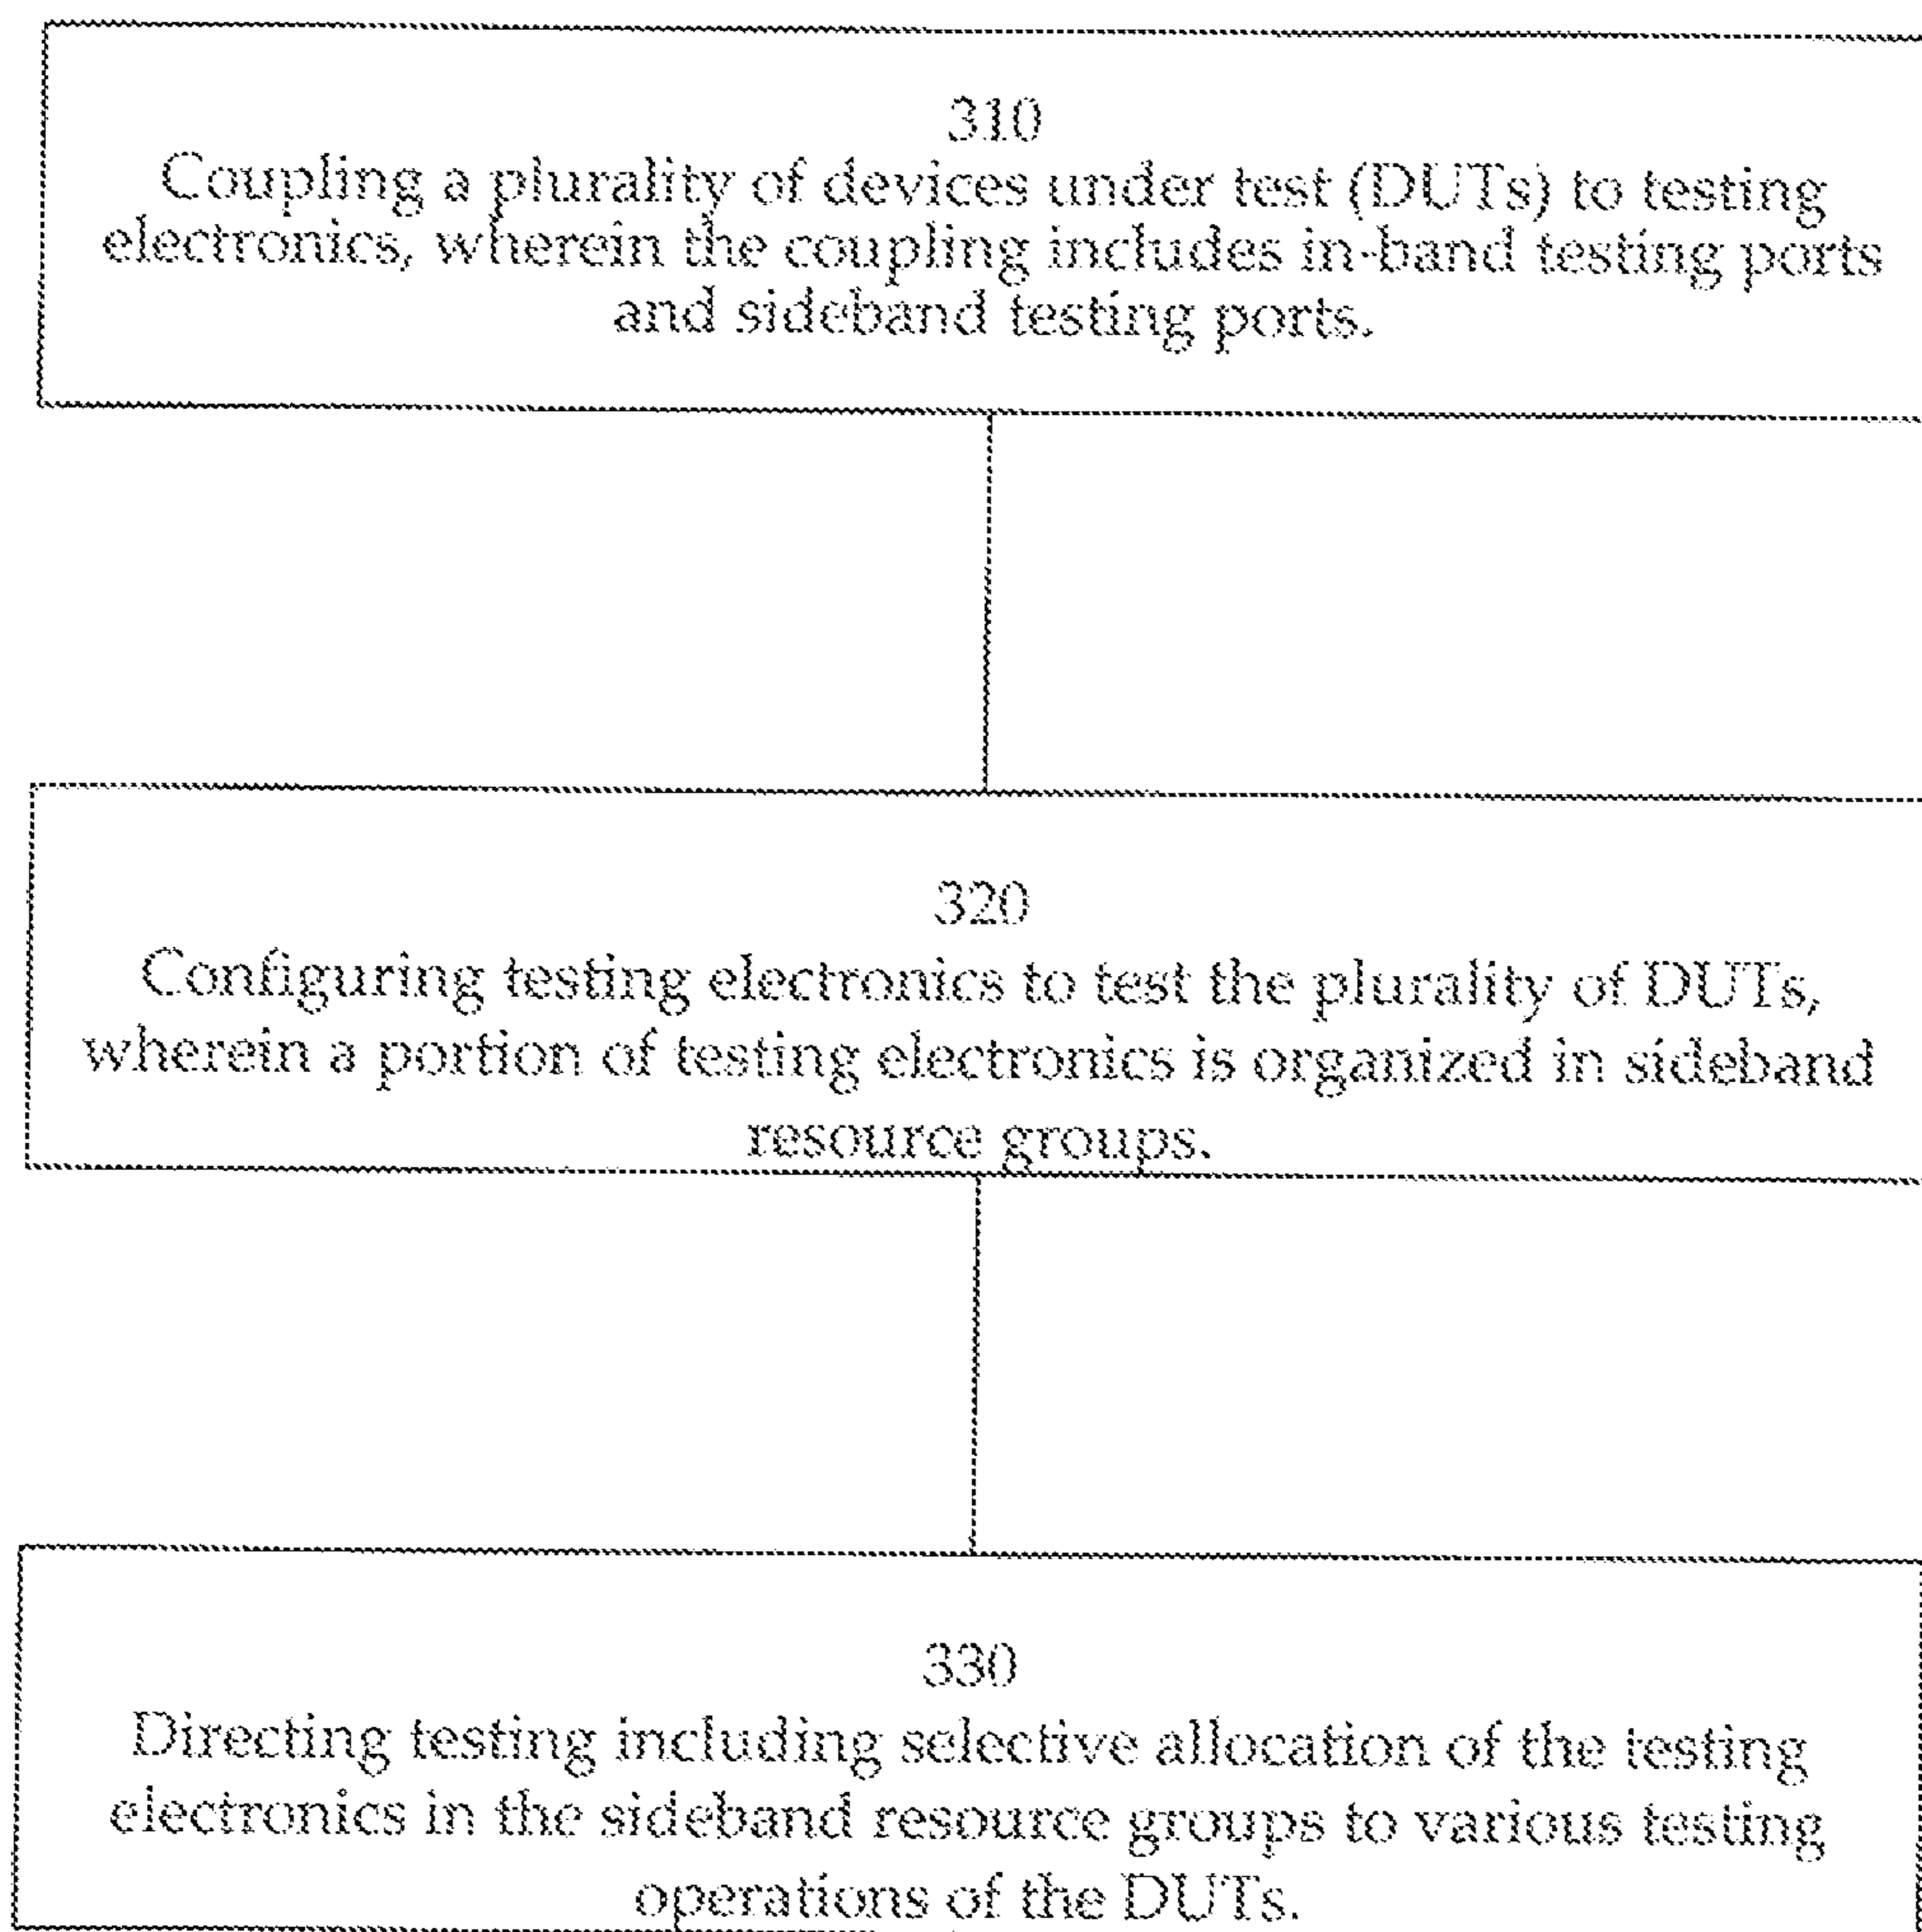 310
Coupling a plurality of devices under test (DUTs) to testing
electronics, wherein the coupling includes in-band testing ports
and sideband testing ports.
320
Configuring testing electronics to test the plurality of DUTs,
wherein a portion of testing electronics is organized in sideband
resource groups.
330
Directing testing including selective allocation of the testing
electronics in the sideband resource groups to various testing
operations of the DUTs.